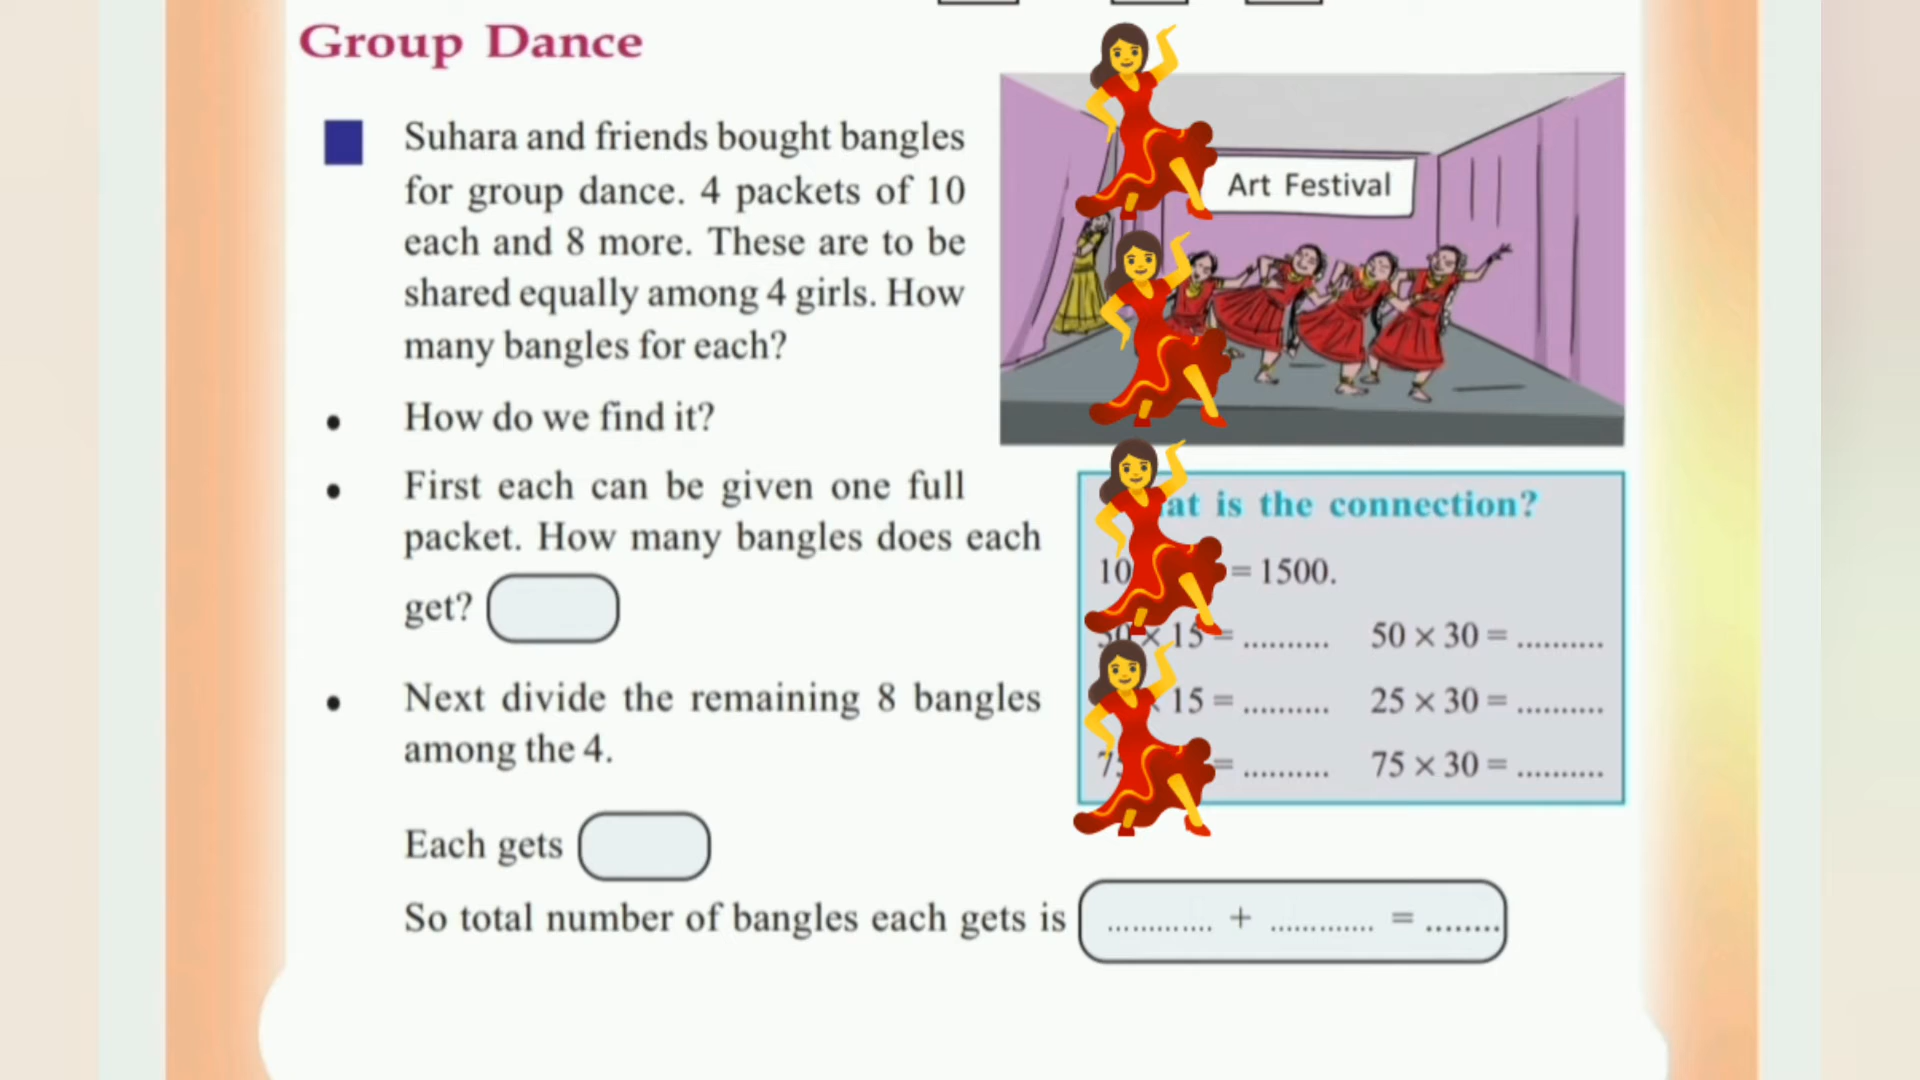 Group Dance
Suhara and friends bought bangles
for group dance. 4 packets of 10
each and 8 more. These are to be
shared equally among 4 girls. How
many bangles for each?
Art Festival
• How do we find it?
• First each can be given one full
packet. How many bangles does each
get?
• Next divide the remaining 8 bangles
among the 4.
Each gets
So total number of bangles each gets is ............. + ............. = .........
is the connection?
= 1500.
× 15 = .......... 50 × 30 = ..........
15 = .......... 25 × 30 = ..........
= .......... 75 × 30 = ..........